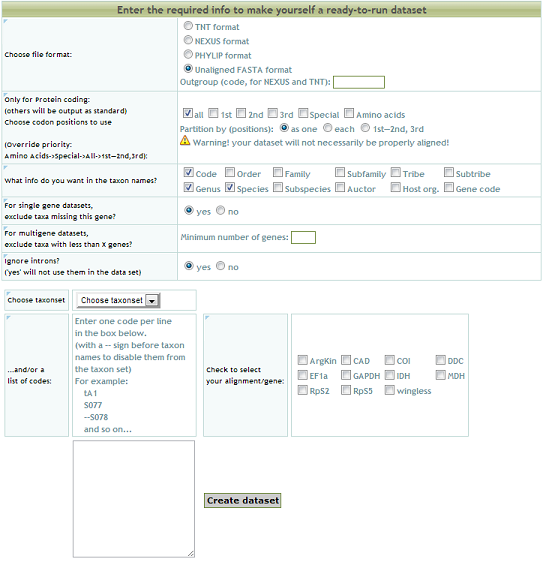 Enter the required info to make yourself a ready-to-run dataset
Choose file format:
TNT format
NEXUS format
PHYLIP format
Unaligned FASTA format
Outgroup (code, for NEXUS and TNT):
Only for Protein coding:
(others will be output as standard)
Choose codon positions to use
(Override priority:
Amino Acids->Special->All->1st—2nd,3rd):
all 1st 2nd 3rd Special Amino acids
Partition by (positions): as one each 1st—2nd, 3rd
Warning! your dataset will not necessarily be properly aligned!
What info do you want in the taxon names?
Code Order Family Subfamily Tribe Subtribe
Genus Species Subspecies Auctor Host org. Gene code
For single gene datasets,
exclude taxa missing this gene?
yes no
For multigene datasets,
exclude taxa with less than X genes?
Minimum number of genes:
Ignore introns?
('yes' will not use them in the data set)
yes no
Choose taxonset
Choose taxonset
...and/or a
list of codes:
Enter one code per line
in the box below.
(with a -- sign before taxon
names to disable them from
the taxon set)
For example:
tA1
S077
--S078
and so on...
Check to select
your alignment/gene:
ArgKin CAD COI DDC
EF1a GAPDH IDH MDH
RpS2 RpS5 wingless
Create dataset